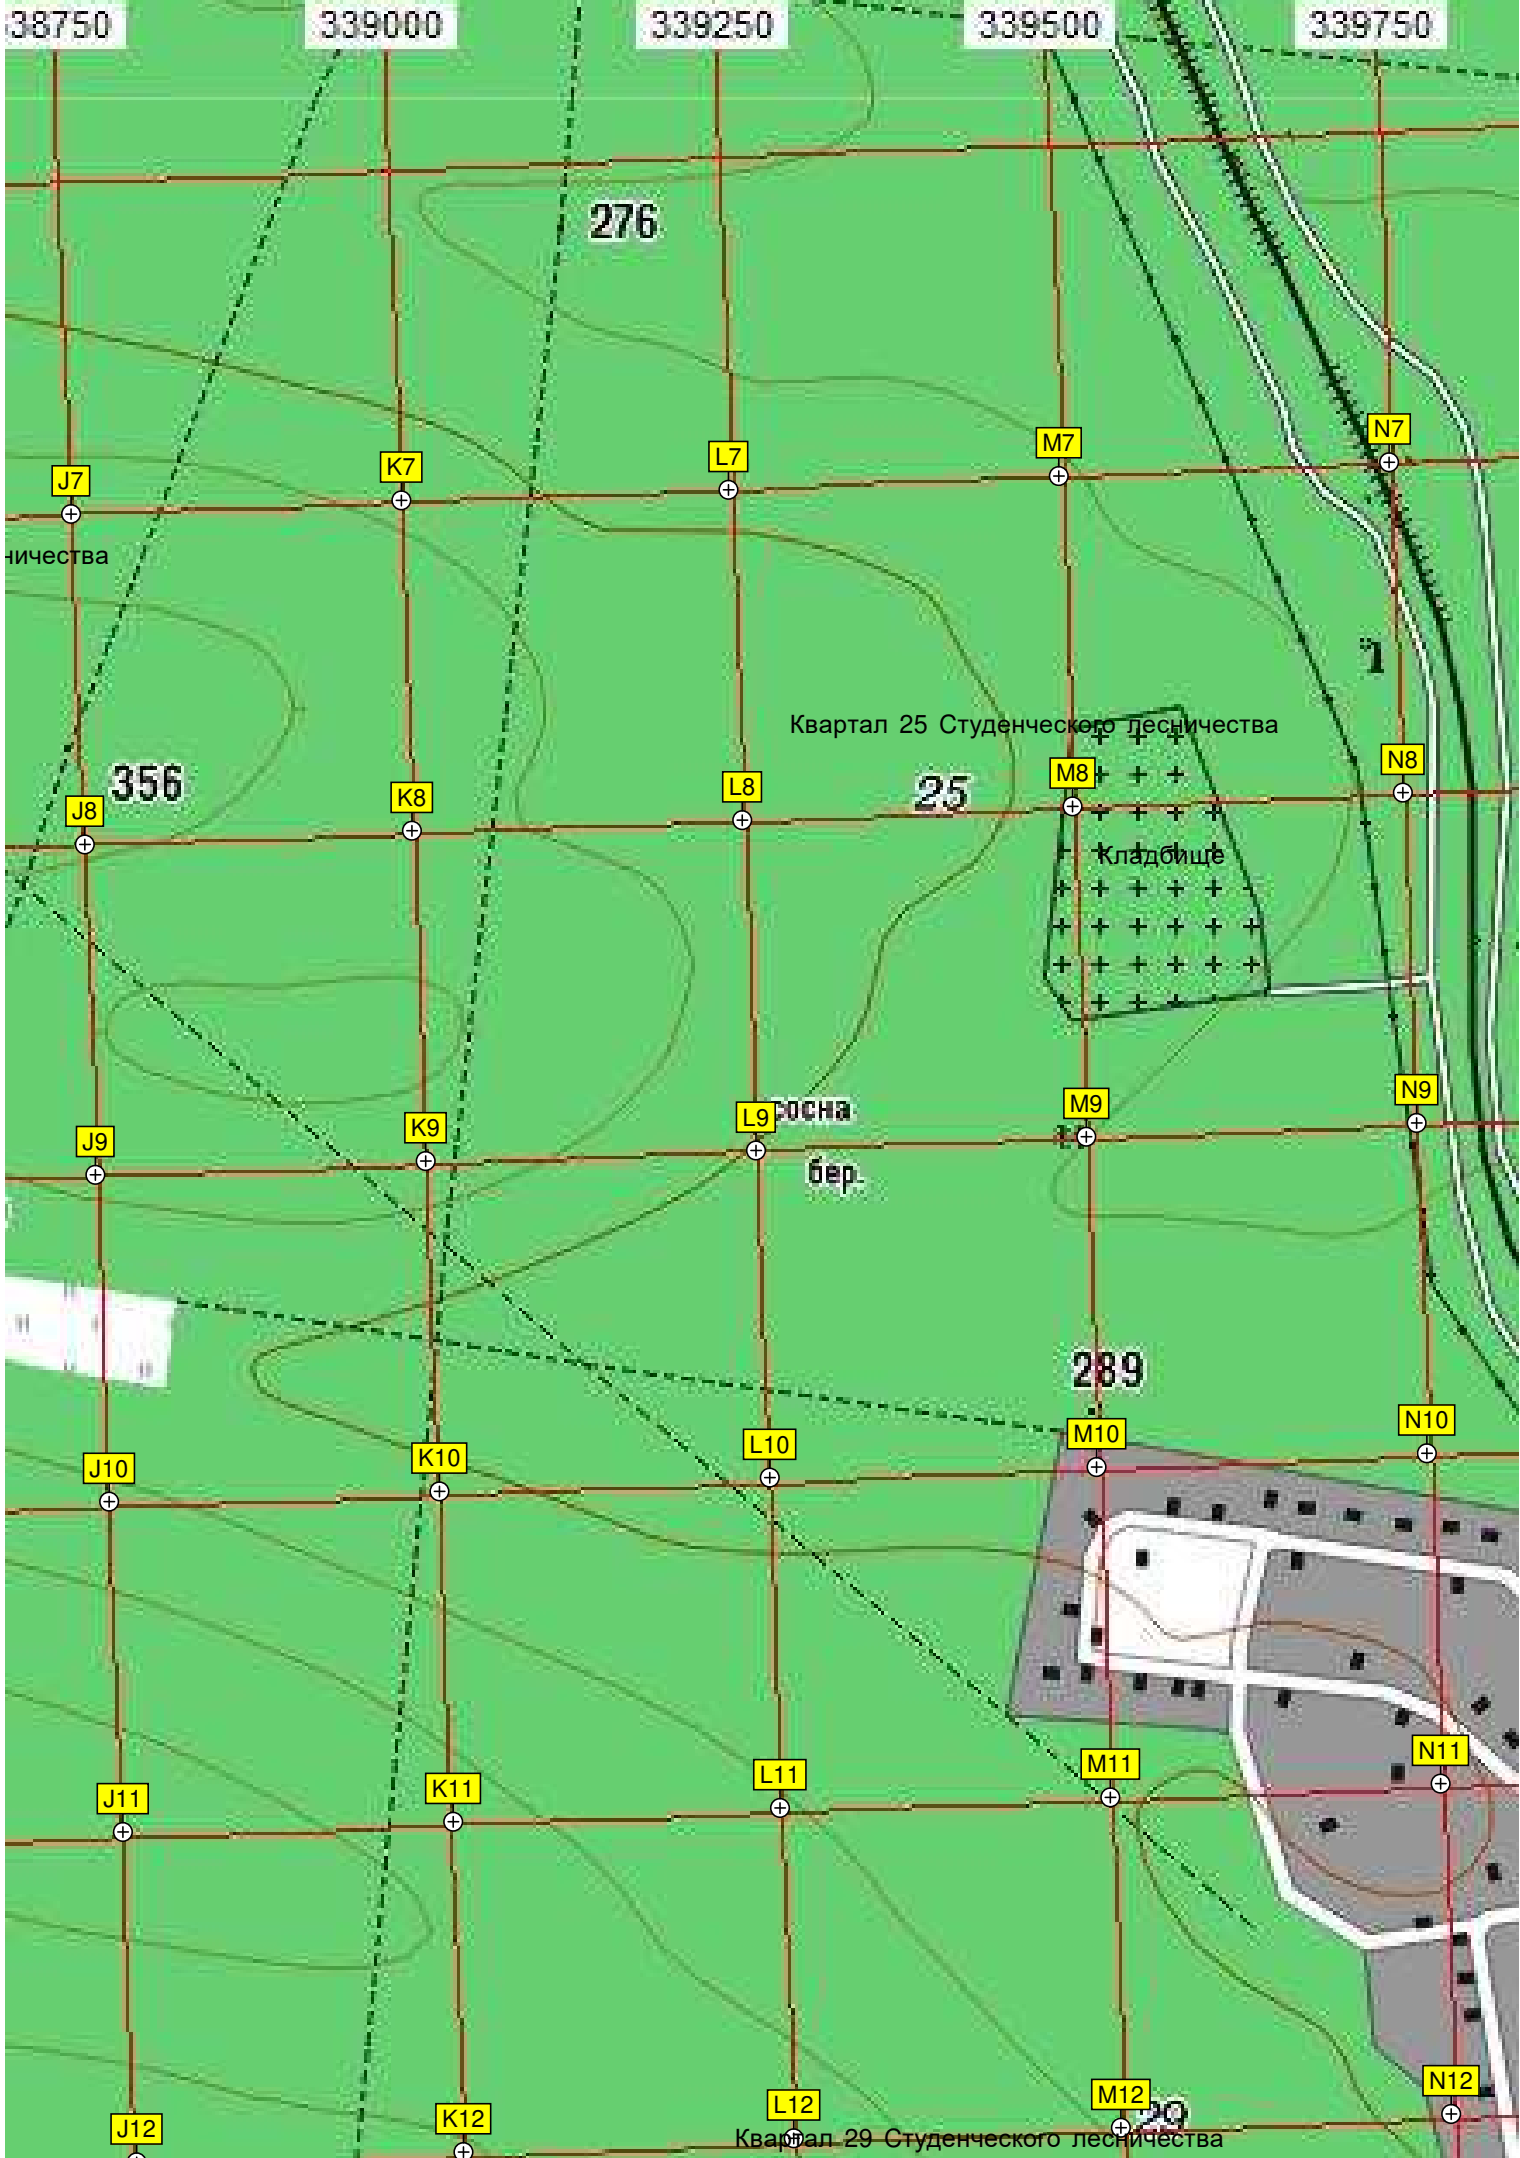 38750 339000 339250 339500 339750
276
J7 K7 L7 M7 N7
ничества
Квартал 25 Студенческого лесничества
356
25
J8 K8 L8 M8 N8
Кладбище
J9 K9 L9 M9 N9
сосна
бер.
289
J10 K10 L10 M10 N10
J11 K11 L11 M11 N11
J12 K12 L12 M12 N12
Квартал 29 Студенческого лесничества